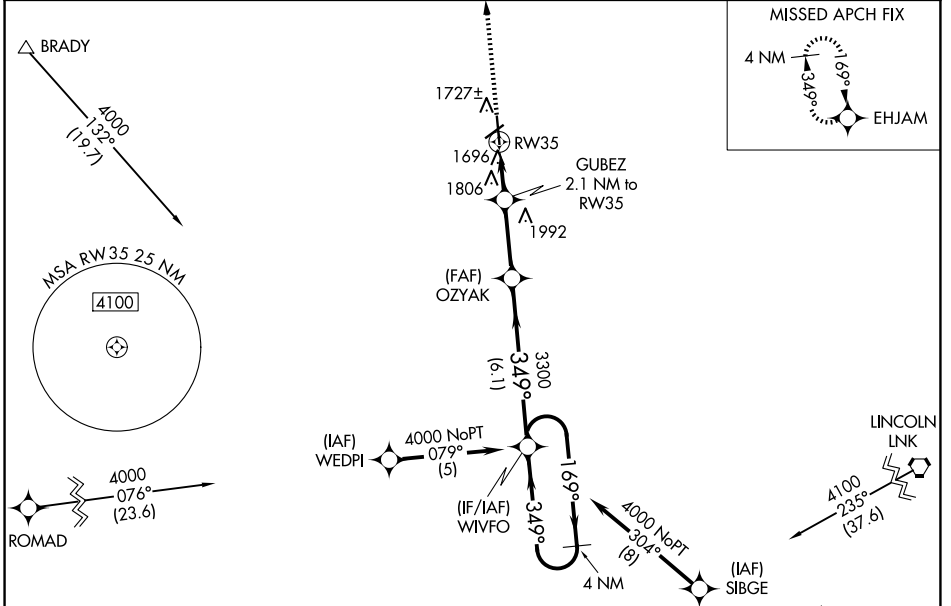 BRADY
4000
132°
(19.7)
MISSED APCH FIX
4 NM
349°
169°
EHJAM
1727±
RW35
1696
1806
GUBEZ
2.1 NM to
RW35
1992
MSA RW35 25 NM
4100
(FAF)
OZYAK
3300
349°
(6.1)
(IAF)
WEDPI
4000 NoPT
079°
(5)
(IF/IAF)
WIVFO
169°
349°
4 NM
4000 NoPT
304°
(8)
(IAF)
SIBGE
LINCOLN
LNK
4100
235°
(37.6)
4000
076°
(23.6)
ROMAD